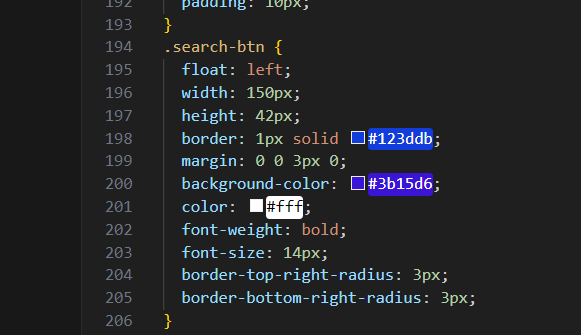 192 padding: 10px;
193 }
194 .search-btn {
195 float: left;
196 width: 150px;
197 height: 42px;
198 border: 1px solid #123ddb;
199 margin: 0 0 3px 0;
200 background-color: #3b15d6;
201 color: #fff;
202 font-weight: bold;
203 font-size: 14px;
204 border-top-right-radius: 3px;
205 border-bottom-right-radius: 3px;
206 }